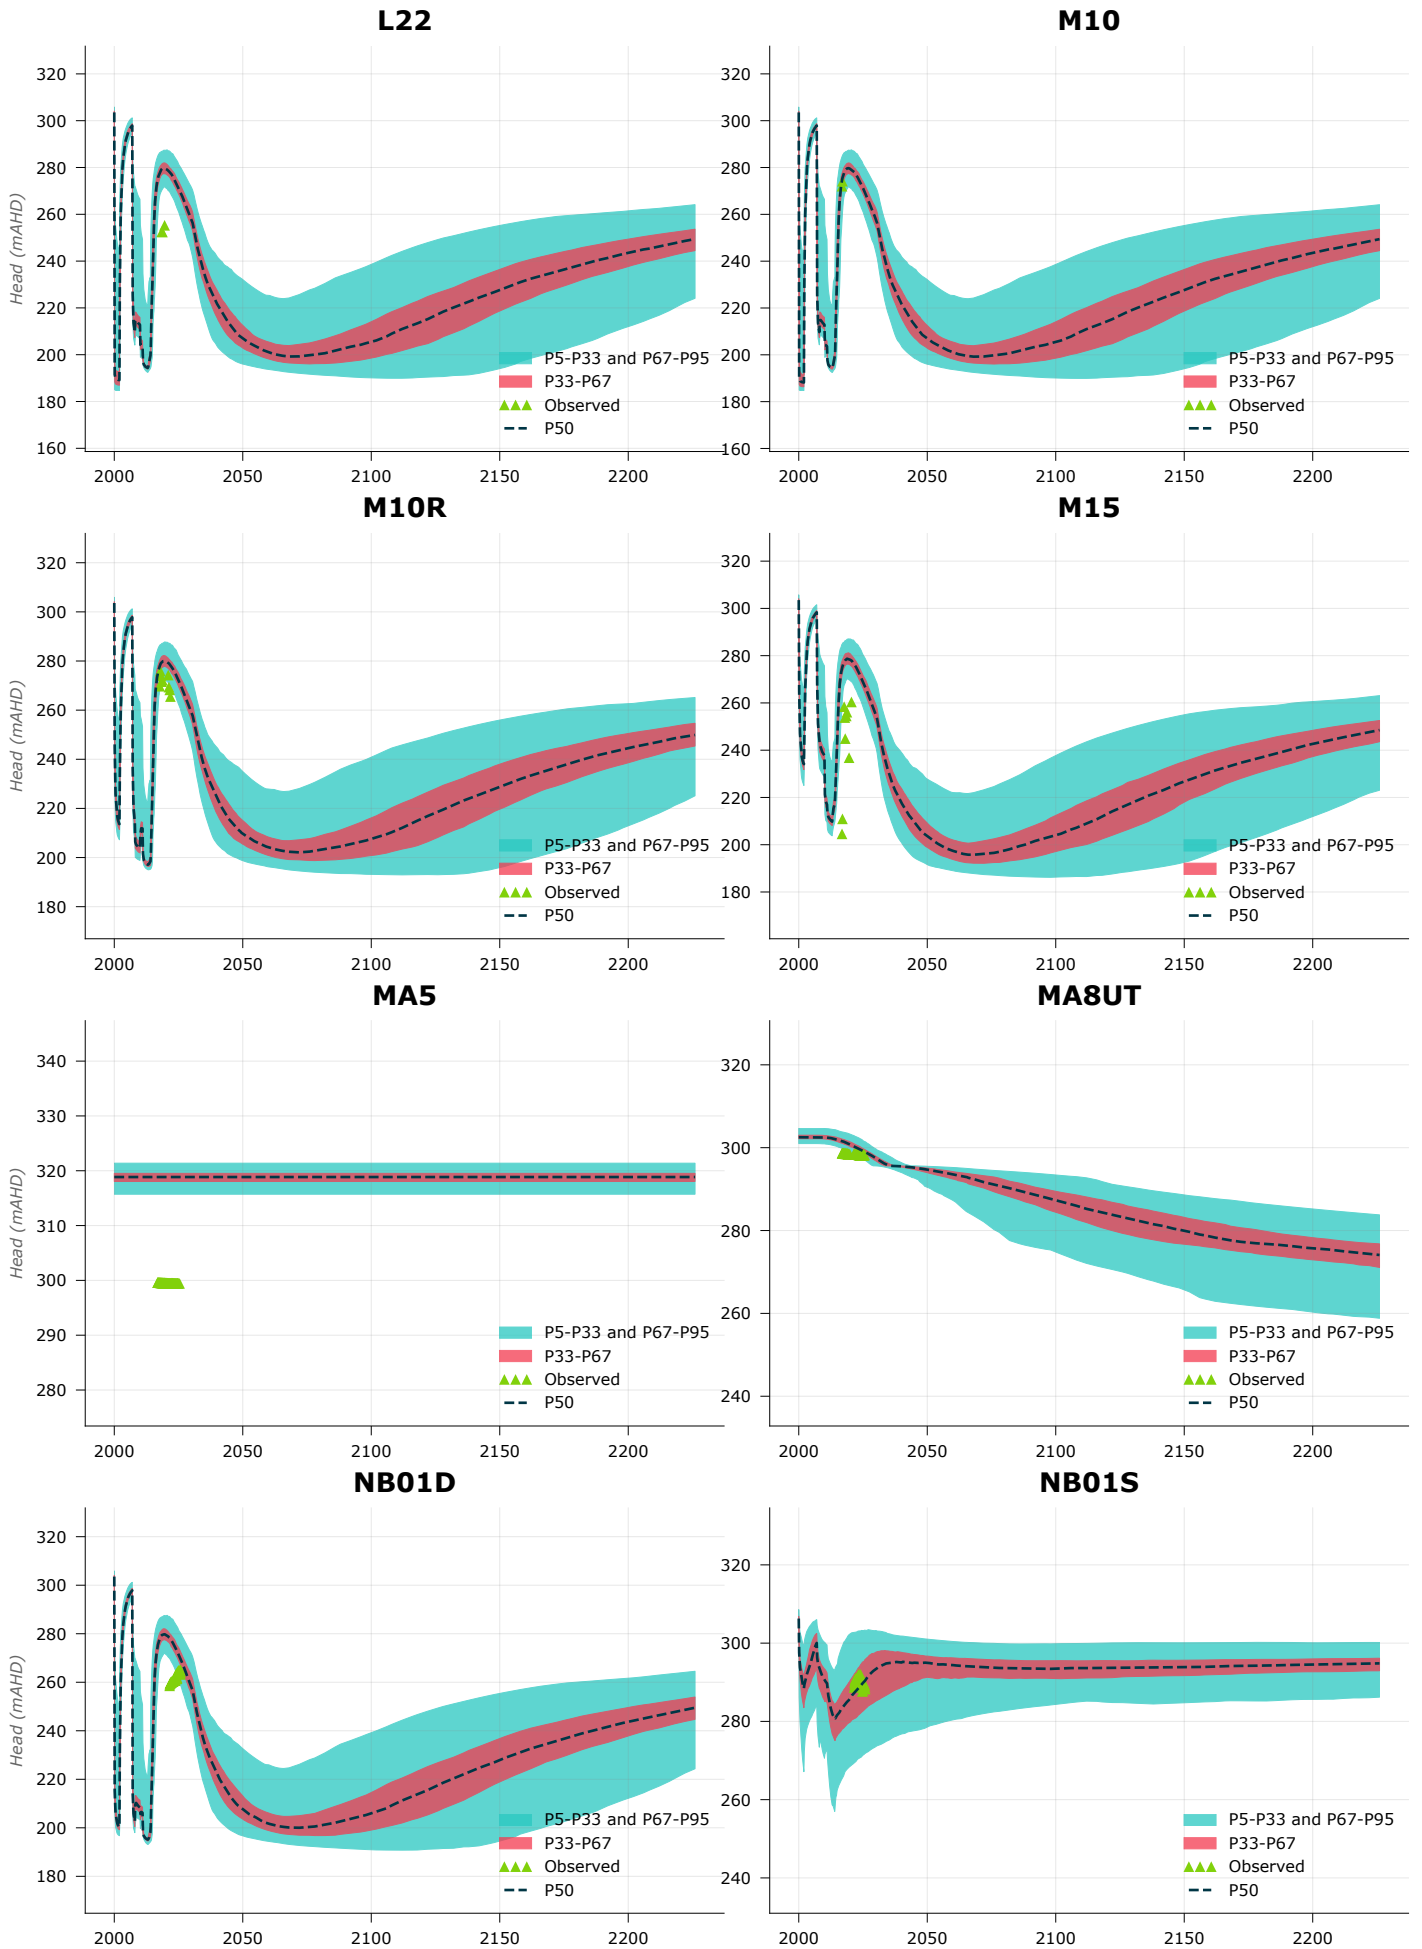 L22
M10
Head (mAHD)
320
300
280
260
240
220
200
180
160
2000
2050
2100
2150
2200
P5-P33 and P67-P95
P33-P67
Observed
P50
320
300
280
260
240
220
200
180
160
2000
2050
2100
2150
2200
P5-P33 and P67-P95
P33-P67
Observed
P50
M10R
M15
Head (mAHD)
320
300
280
260
240
220
200
180
2000
2050
2100
2150
2200
P5-P33 and P67-P95
P33-P67
Observed
P50
320
300
280
260
240
220
200
180
2000
2050
2100
2150
2200
P5-P33 and P67-P95
P33-P67
Observed
P50
MA5
MA8UT
Head (mAHD)
340
330
320
310
300
290
280
2000
2050
2100
2150
2200
P5-P33 and P67-P95
P33-P67
Observed
P50
320
300
280
260
240
2000
2050
2100
2150
2200
P5-P33 and P67-P95
P33-P67
Observed
P50
NB01D
NB01S
Head (mAHD)
320
300
280
260
240
220
200
180
2000
2050
2100
2150
2200
P5-P33 and P67-P95
P33-P67
Observed
P50
320
300
280
260
240
2000
2050
2100
2150
2200
P5-P33 and P67-P95
P33-P67
Observed
P50